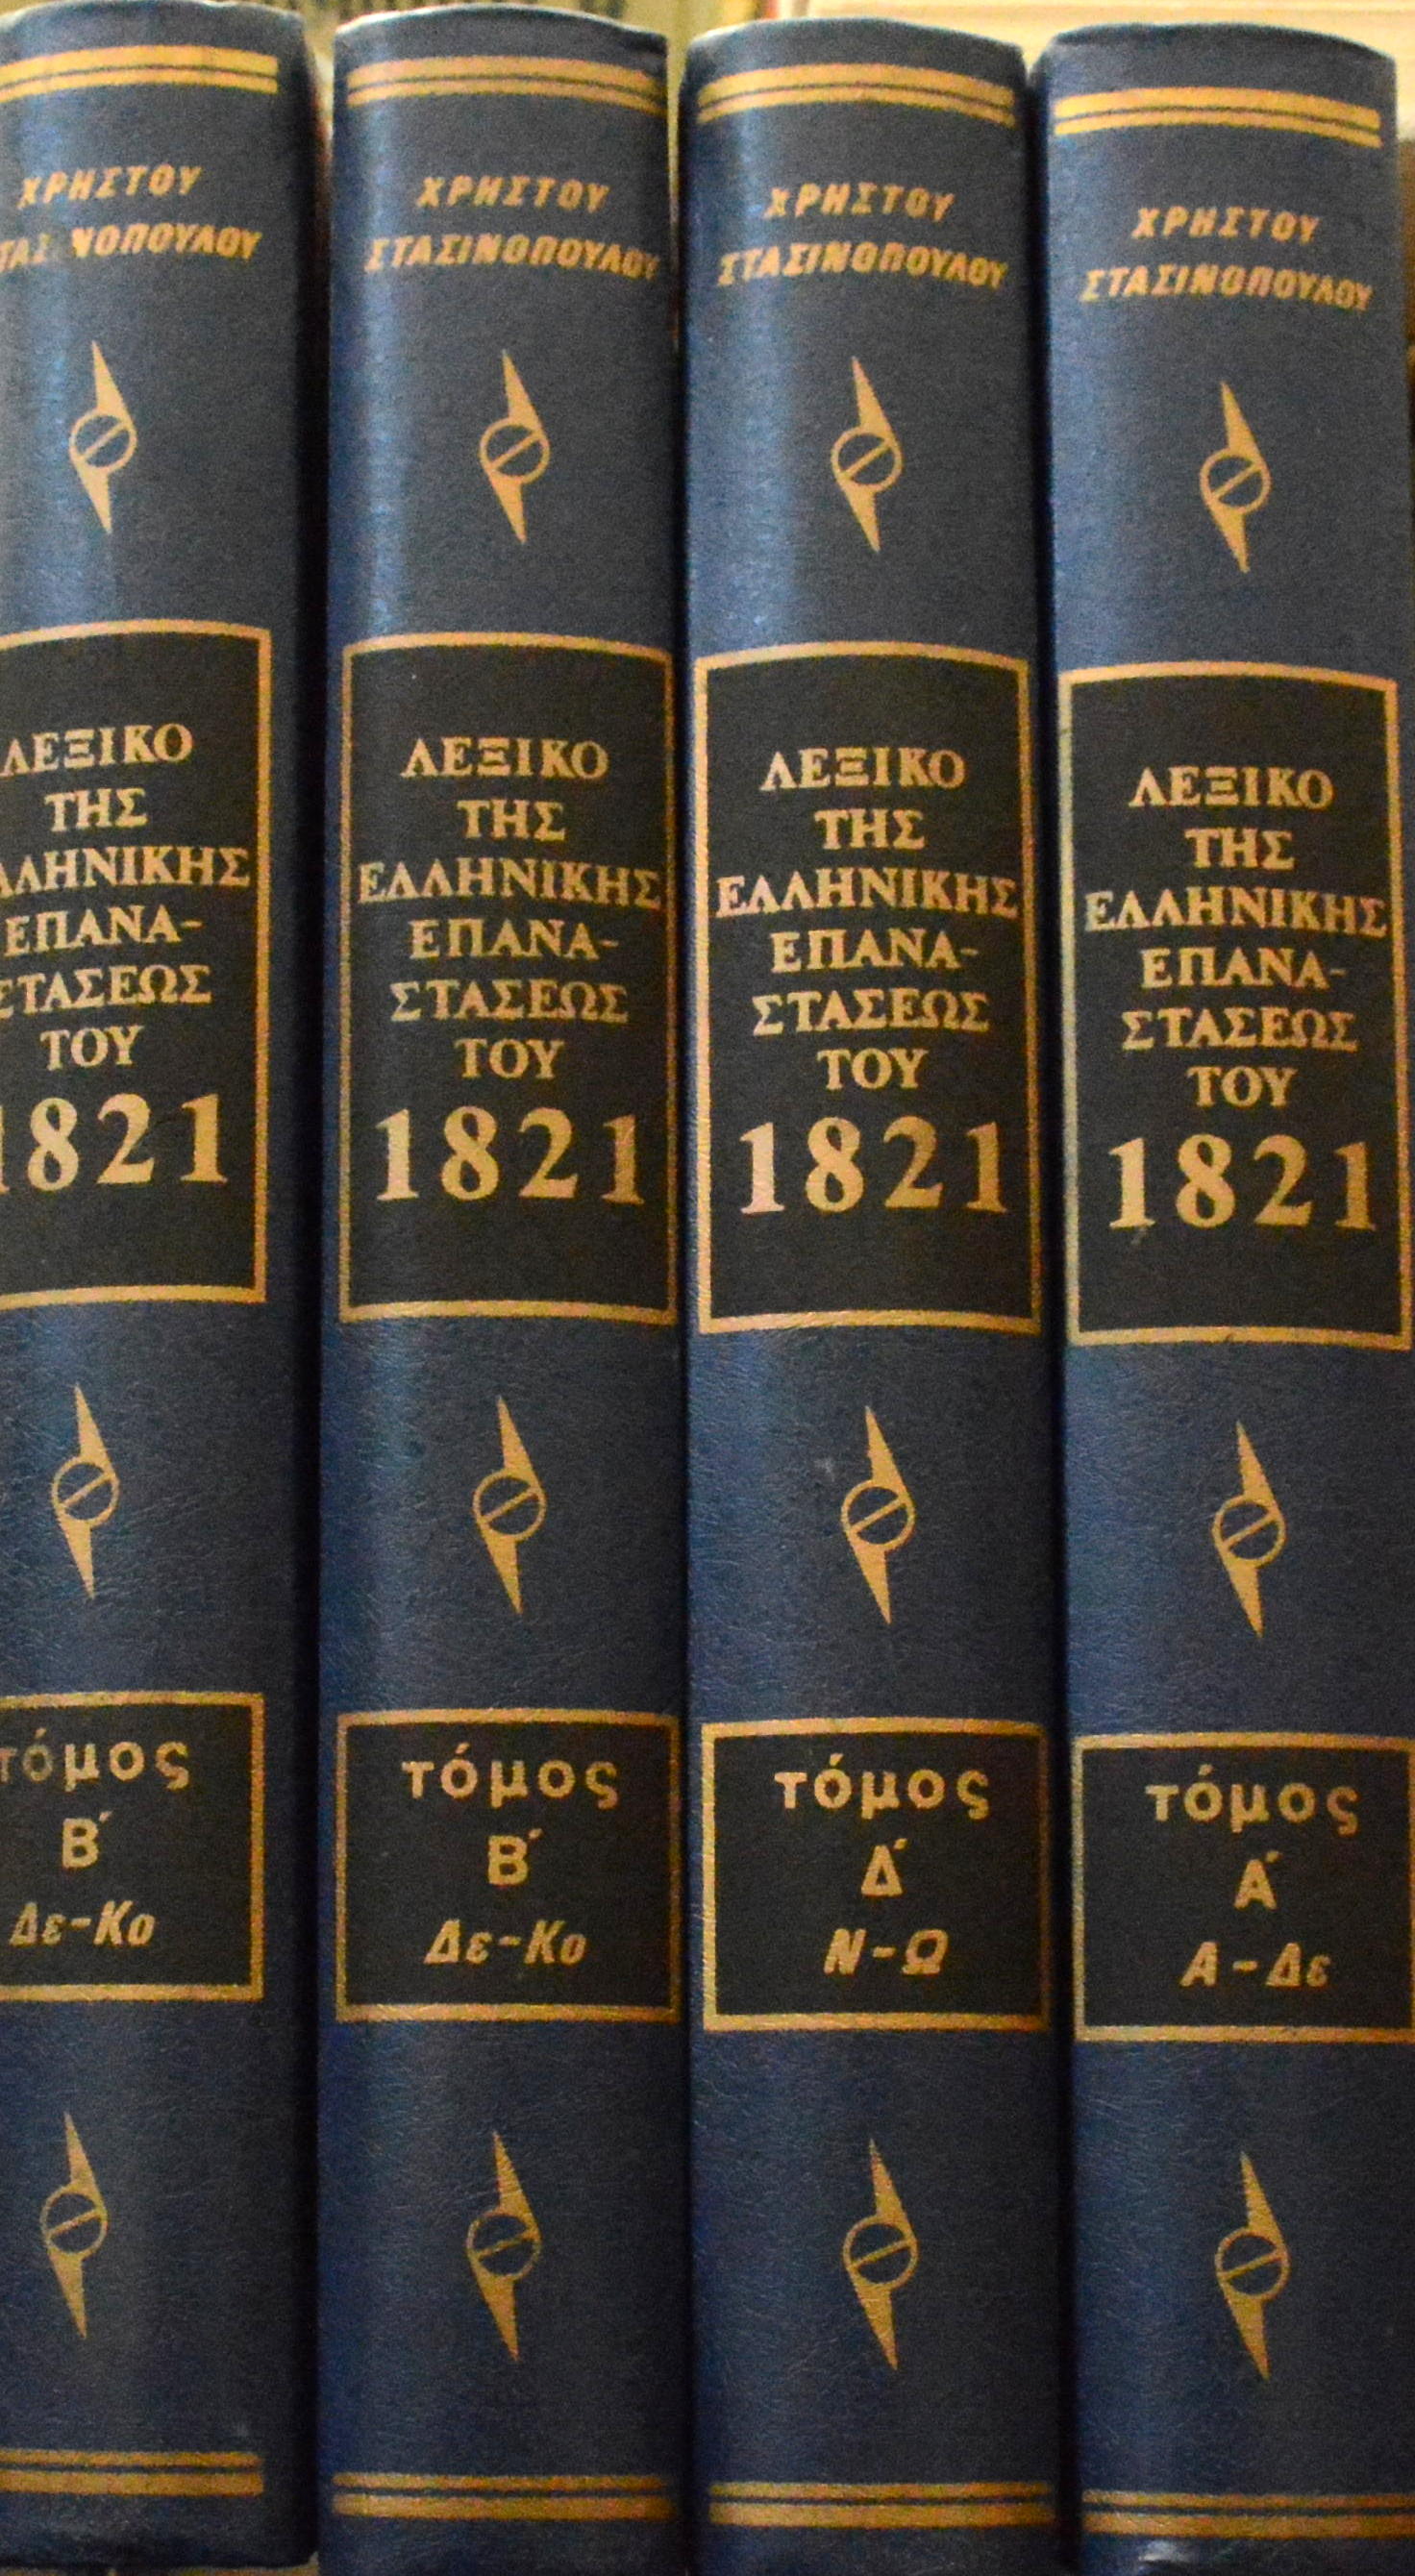 ΧΡΗΣΤΟΥ
ΛΕΞΙΚΟ
ΤΗΣ
ΕΠΑΝΑ-
ΣΤΑΣΕΩΣ
ΤΟΥ
1821
τόμος
Β΄
Δε-Κο
ΧΡΗΣΤΟΥ
ΣΤΑΣΙΝΟΠΟΥΛΟΥ
ΛΕΞΙΚΟ
ΤΗΣ
ΕΛΛΗΝΙΚΗΣ
ΕΠΑΝΑ-
ΣΤΑΣΕΩΣ
ΤΟΥ
1821
τόμος
Β΄
Δε-Κο
ΧΡΗΣΤΟΥ
ΣΤΑΣΙΝΟΠΟΥΛΟΥ
ΛΕΞΙΚΟ
ΤΗΣ
ΕΛΛΗΝΙΚΗΣ
ΕΠΑΝΑ-
ΣΤΑΣΕΩΣ
ΤΟΥ
1821
τόμος
Δ΄
Ν-Ω
ΧΡΗΣΤΟΥ
ΣΤΑΣΙΝΟΠΟΥΛΟΥ
ΛΕΞΙΚΟ
ΤΗΣ
ΕΛΛΗΝΙΚΗΣ
ΕΠΑΝΑ-
ΣΤΑΣΕΩΣ
ΤΟΥ
1821
τόμος
Α΄
Α-Δε